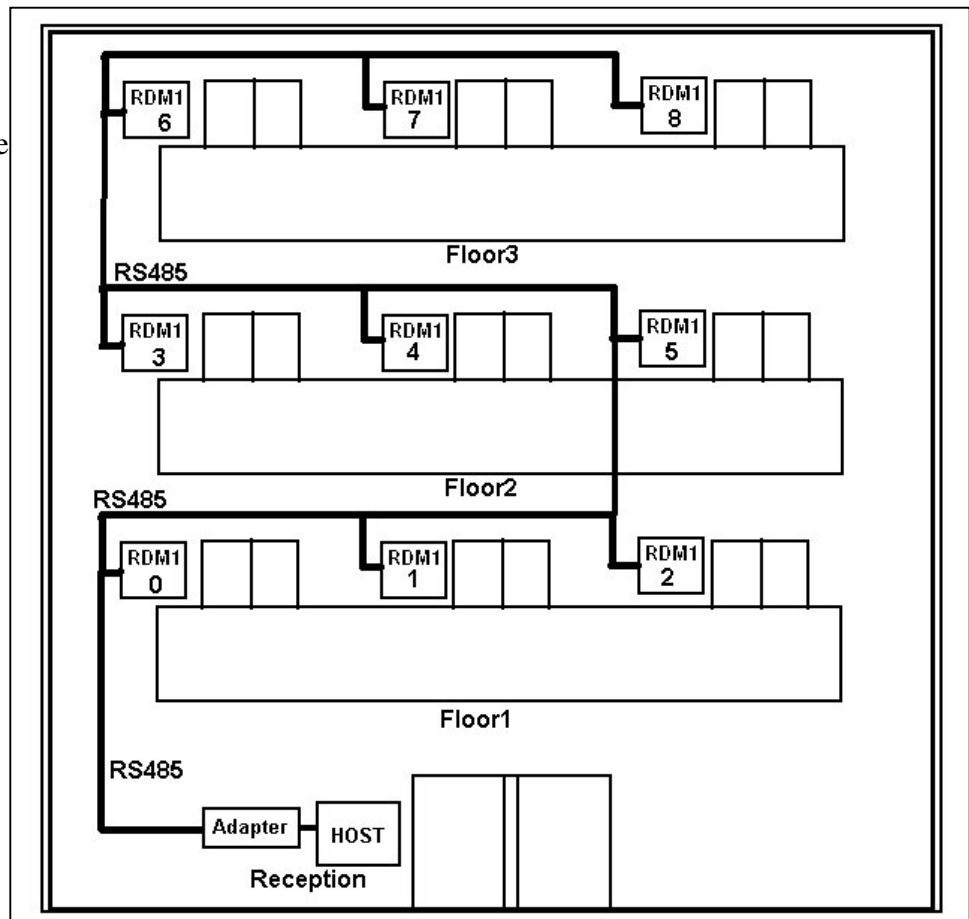 RDM1
6
RDM1
7
RDM1
8
e
Floor3
RS485
RDM1
3
RDM1
4
RDM1
5
Floor2
RS485
RDM1
0
RDM1
1
RDM1
2
Floor1
RS485
Adapter
HOST
Reception